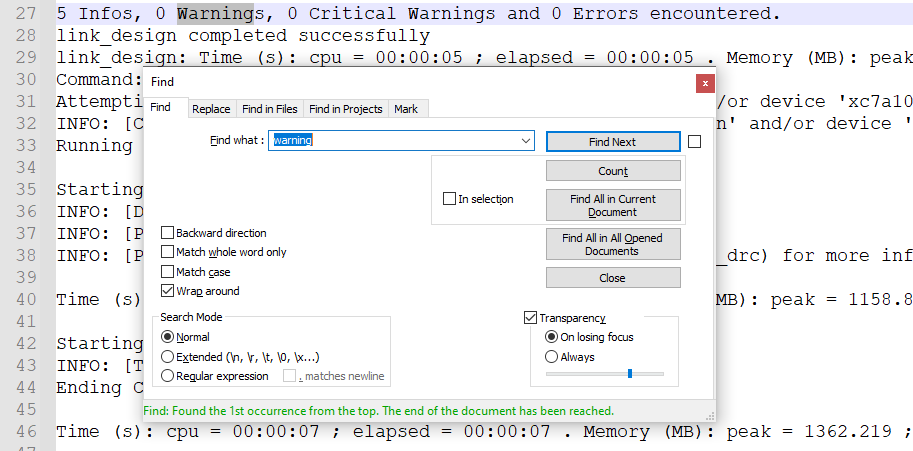 27 5 Infos, 0 Warnings, 0 Critical Warnings and 0 Errors encountered.
28 link_design completed successfully
29 link_design: Time (s): cpu = 00:00:05 ; elapsed = 00:00:05 . Memory (MB): peak
30 Command:
31 Attempti /or device 'xc7a10
32 INFO: [C n' and/or device '
33 Running
34
35 Starting
36 INFO: [D
37 INFO: [P
38 INFO: [P _drc) for more inf
39
40 Time (s) MB): peak = 1158.8
41
42 Starting
43 INFO: [T
44 Ending C
45
46 Time (s): cpu = 00:00:07 ; elapsed = 00:00:07 . Memory (MB): peak = 1362.219 ;
Find
x
Find Replace Find in Files Find in Projects Mark
Find what : warning Find Next
Count
In selection
Find All in Current
Document
Find All in All Opened
Documents
Close
Backward direction
Match whole word only
Match case
Wrap around
Search Mode
Normal
Extended (\n, \r, \t, \0, \x...)
Regular expression . matches newline
Transparency
On losing focus
Always
Find: Found the 1st occurrence from the top. The end of the document has been reached.